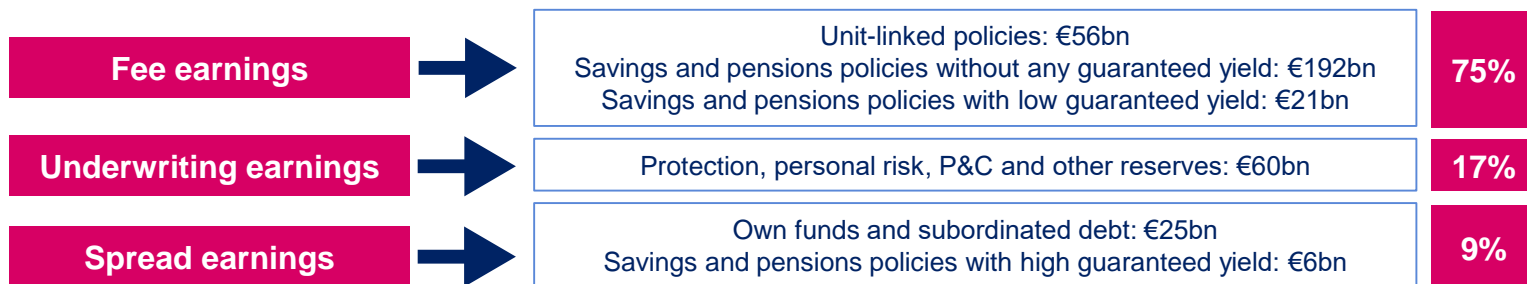 Fee earnings
Unit-linked policies: €56bn
Savings and pensions policies without any guaranteed yield: €192bn
Savings and pensions policies with low guaranteed yield: €21bn
75%
Underwriting earnings
Protection, personal risk, P&C and other reserves: €60bn
17%
Spread earnings
Own funds and subordinated debt: €25bn
Savings and pensions policies with high guaranteed yield: €6bn
9%